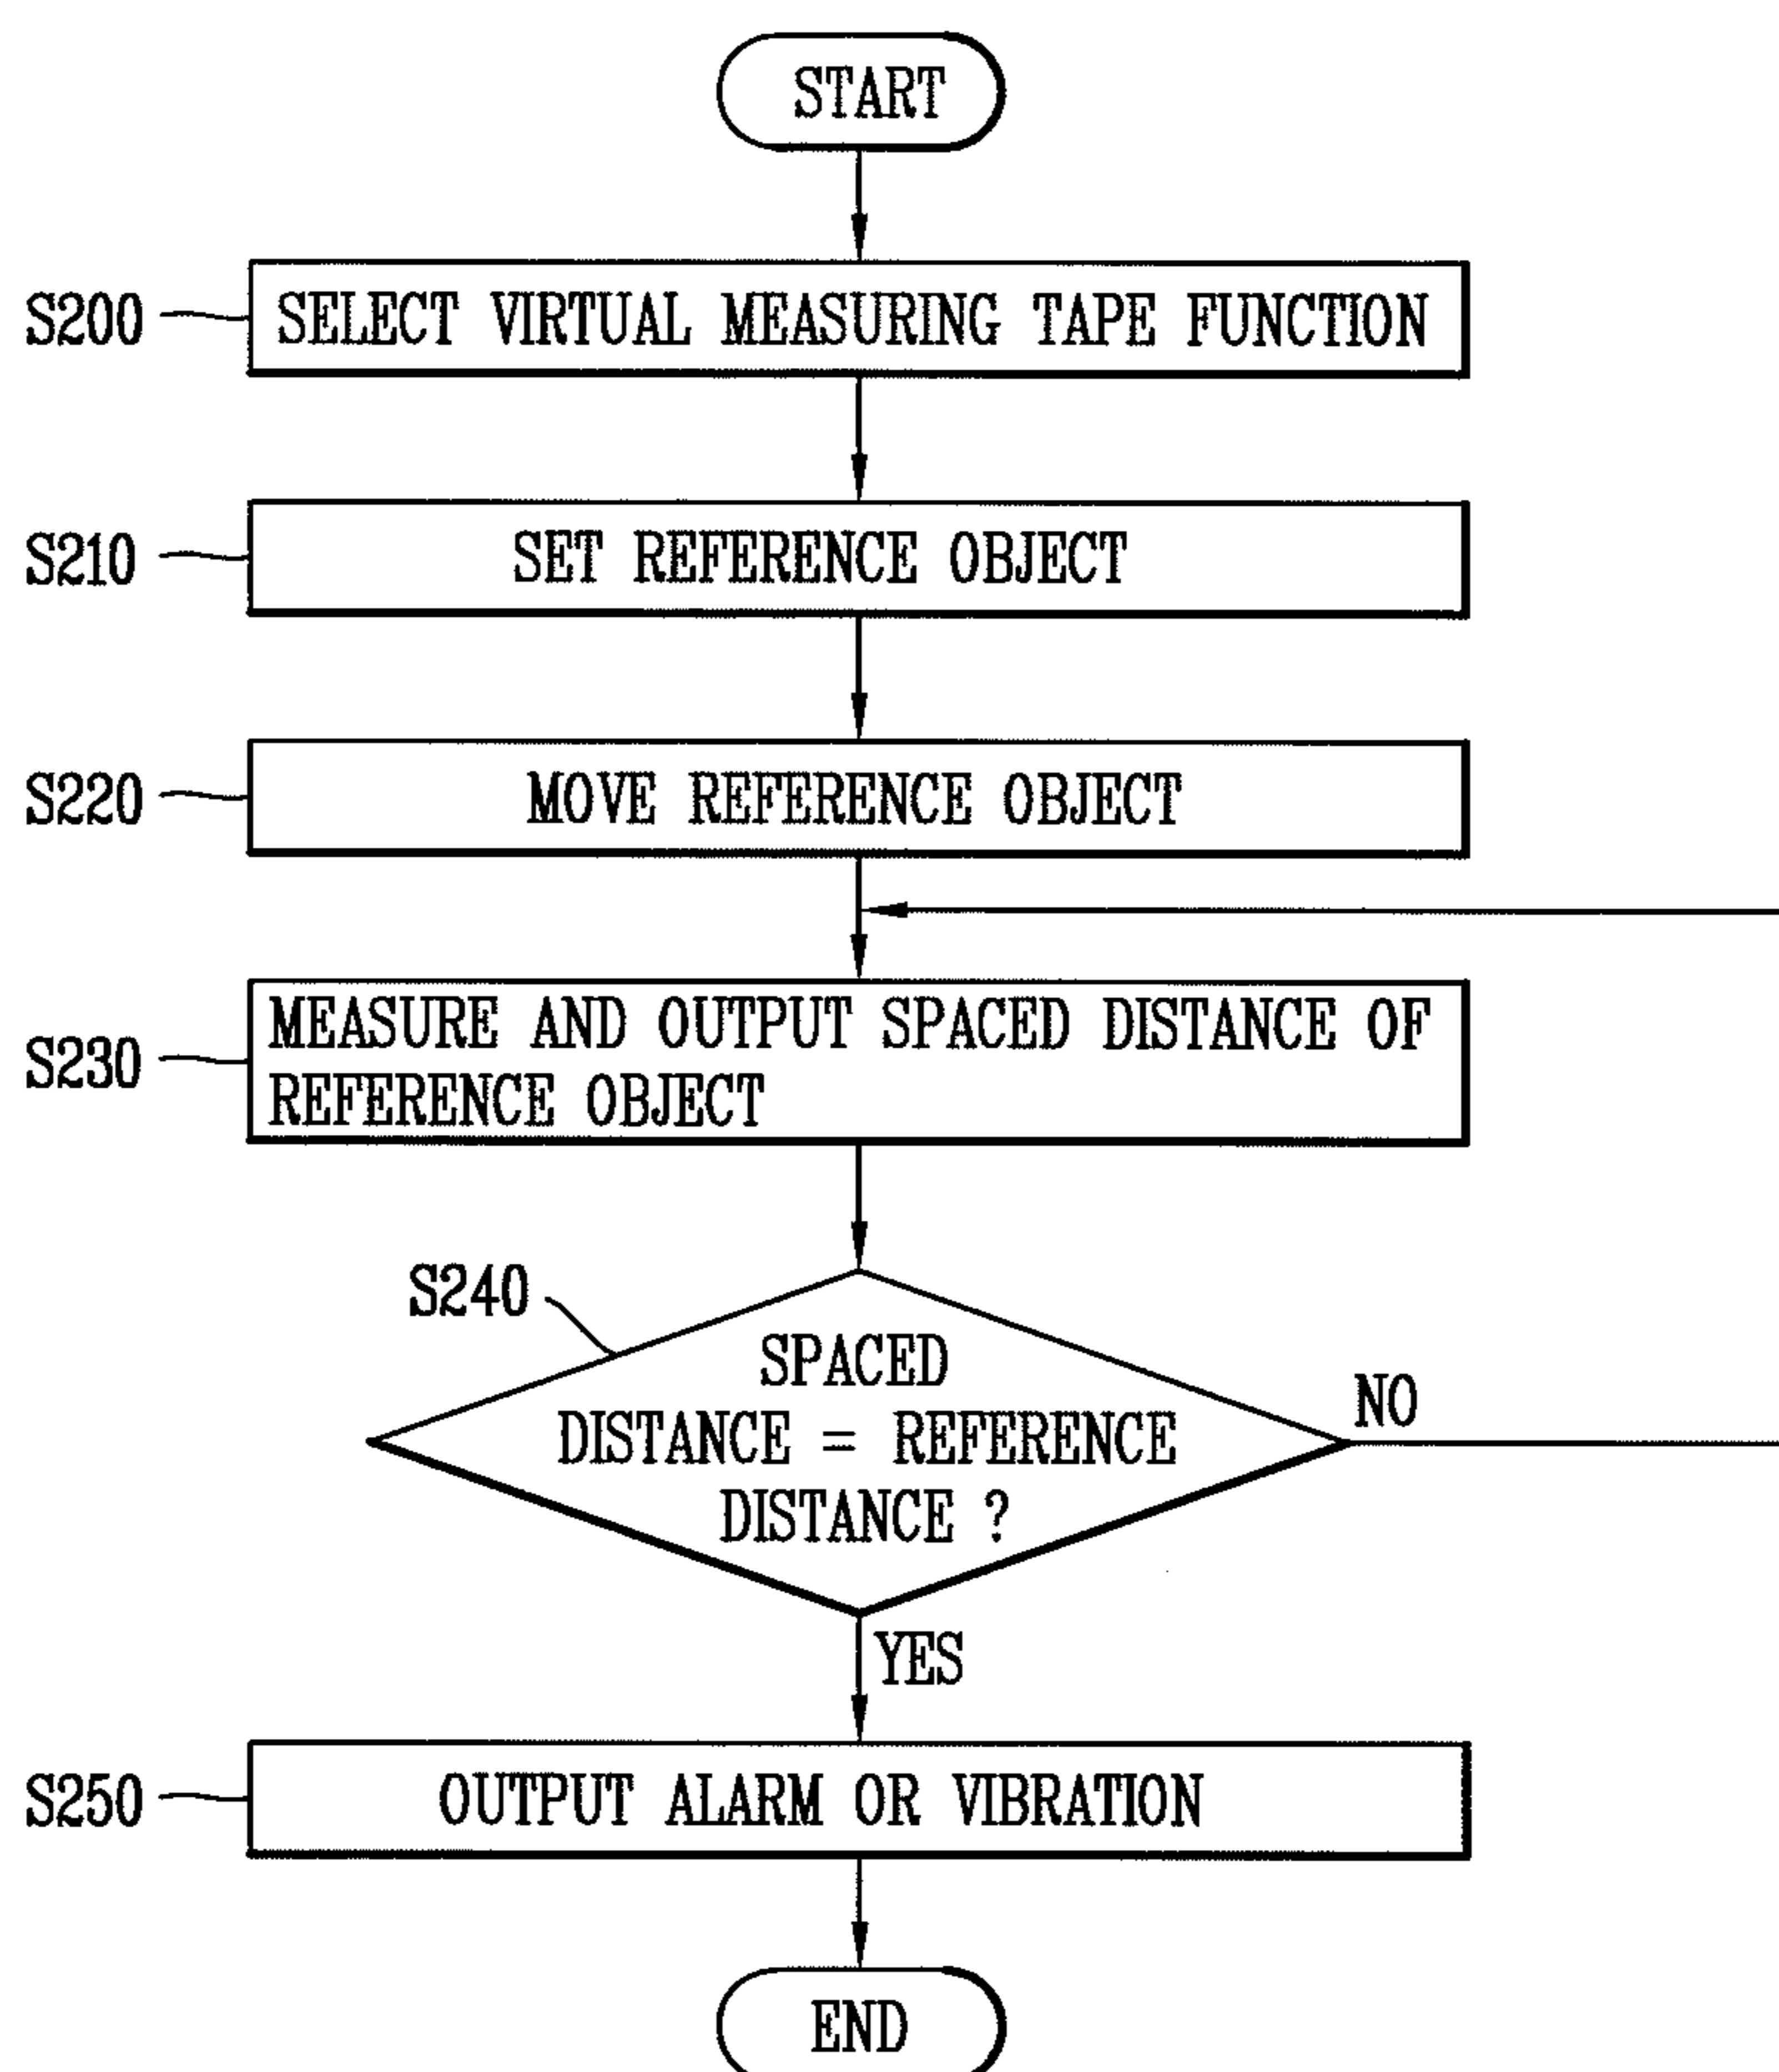 START
S200
SELECT VIRTUAL MEASURING TAPE FUNCTION
S210
SET REFERENCE OBJECT
S220
MOVE REFERENCE OBJECT
S230
MEASURE AND OUTPUT SPACED DISTANCE OF
REFERENCE OBJECT
S240
SPACED
DISTANCE = REFERENCE
DISTANCE ?
NO
YES
S250
OUTPUT ALARM OR VIBRATION
END